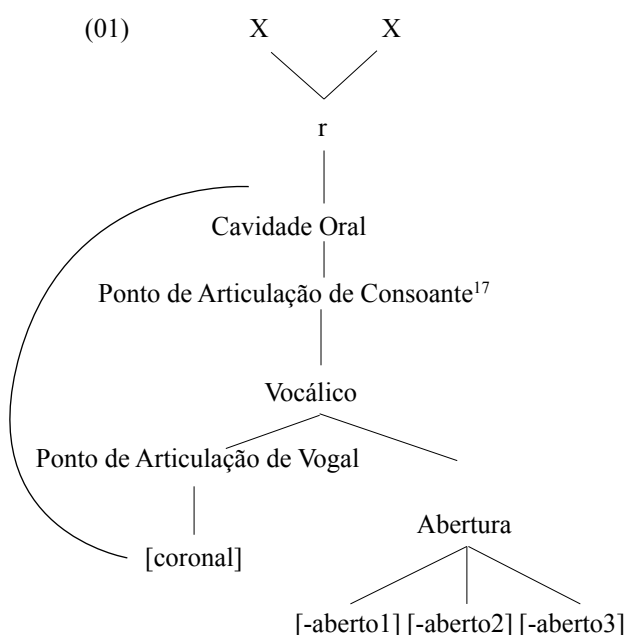 (01) X X
r
Cavidade Oral
Ponto de Articulação de Consoante17
Vocálico
Ponto de Articulação de Vogal
Abertura
[coronal]
[-aberto1] [-aberto2] [-aberto3]